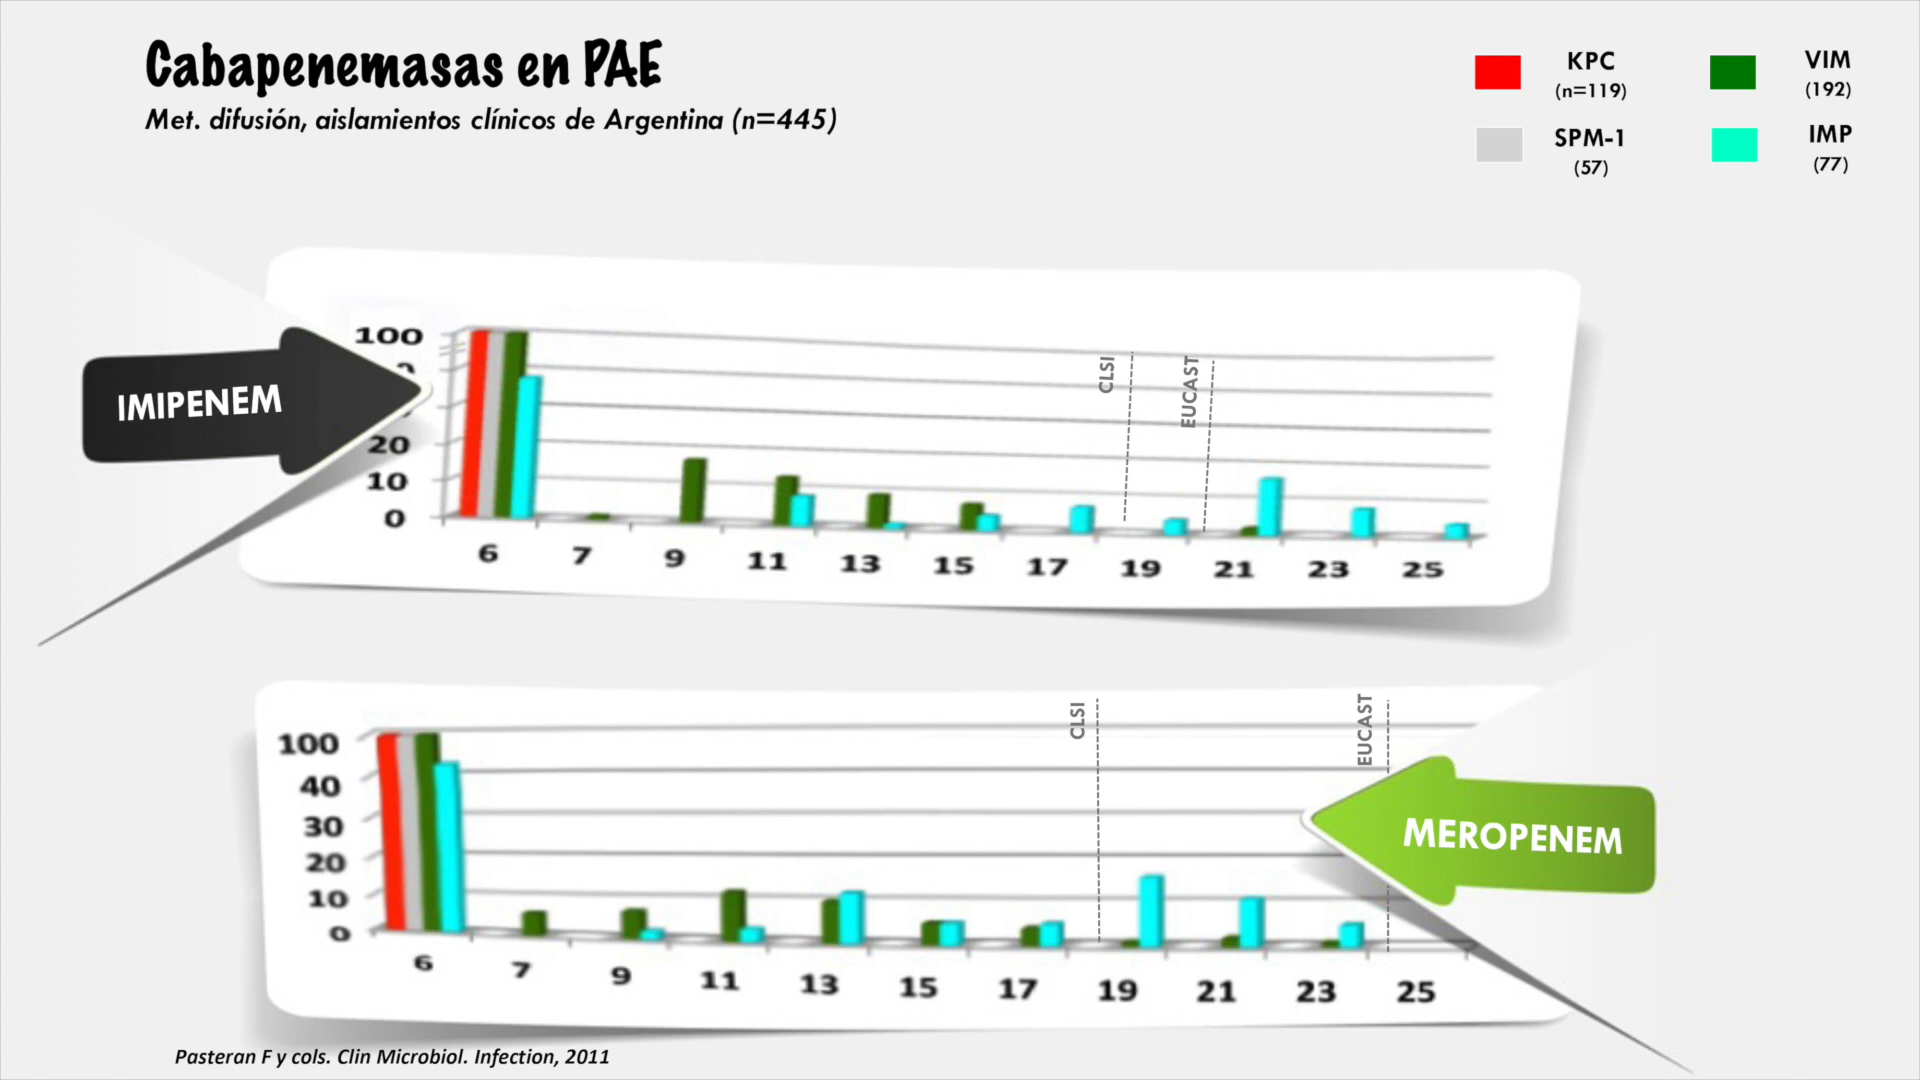 Cabapenemasas en PAE
Met. difusión, aislamientos clínicos de Argentina (n=445)
KPC
(n=119)
VIM
(192)
SPM-1
(57)
IMP
(77)
IMIPENEM
100
20
10
0
CLSI
EUCAST
6 7 9 11 13 15 17 19 21 23 25
MEROPENEM
100
40
30
20
10
0
CLSI
EUCAST
6 7 9 11 13 15 17 19 21 23 25
Pasteran F y cols. Clin Microbiol. Infection, 2011